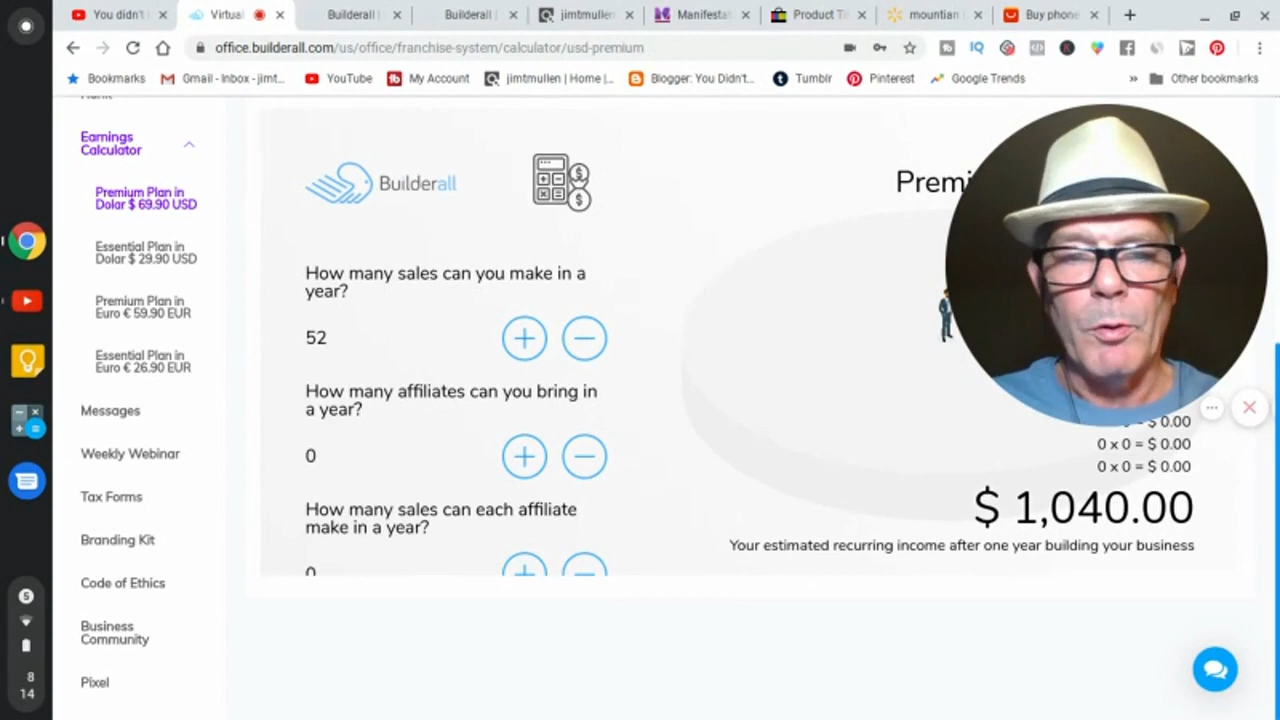 You didn't
Virtual
Builderall
Builderall
jimtmullen
Manifestat
Product Ti
mountian
Buy phone
office.builderall.com/us/office/franchise-system/calculator/usd-premium
Bookmarks
Gmail - Inbox - jimt...
YouTube
My Account
jimtmullen | Home |...
Blogger: You Didn't...
Tumblr
Pinterest
Google Trends
Other bookmarks
Earnings
Calculator
Premium Plan in
Dolar $ 69.90 USD
Essential Plan in
Dolar $ 29.90 USD
Premium Plan in
Euro € 59.90 EUR
Essential Plan in
Euro € 26.90 EUR
Messages
Weekly Webinar
Tax Forms
Branding Kit
Code of Ethics
Business
Community
Pixel
Builderall
How many sales can you make in a
year?
52
How many affiliates can you bring in
a year?
0
How many sales can each affiliate
make in a year?
0
Premi
0 = $ 0.00
0 x 0 = $ 0.00
0 x 0 = $ 0.00
$ 1,040.00
Your estimated recurring income after one year building your business
5
8
14